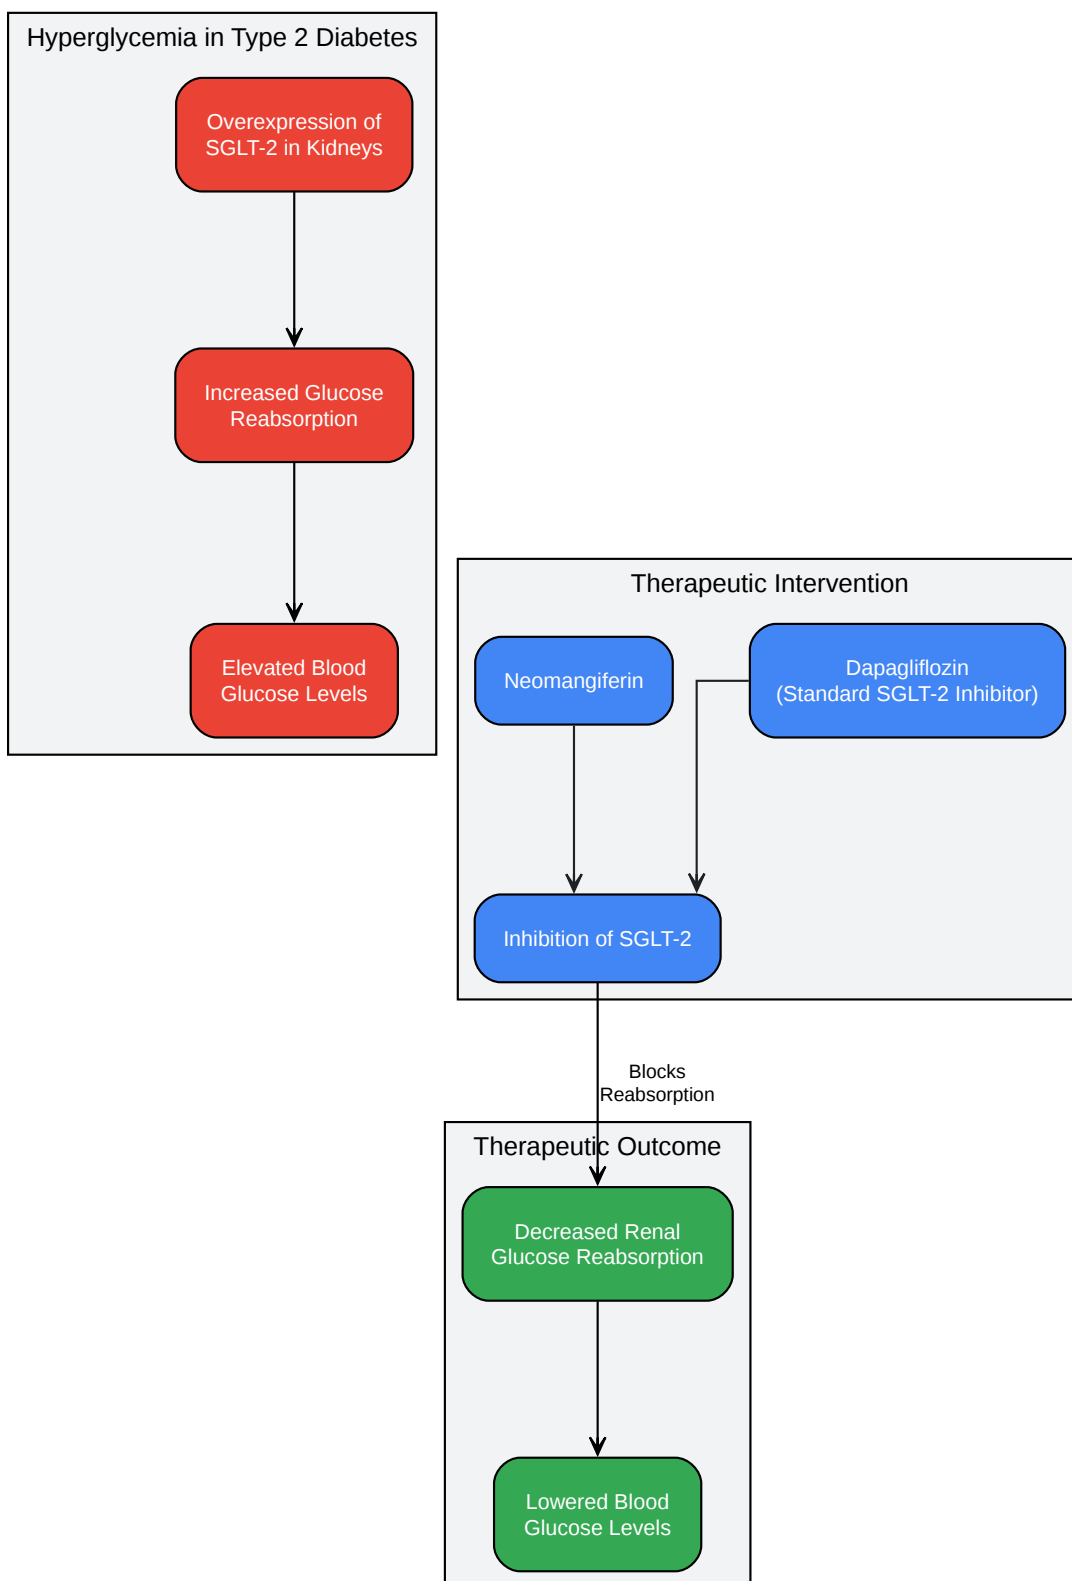 Hyperglycemia in Type 2 Diabetes
Overexpression of
SGLT-2 in Kidneys
Increased Glucose
Reabsorption
Elevated Blood
Glucose Levels
Therapeutic Intervention
Neomangiferin
Dapagliflozin
(Standard SGLT-2 Inhibitor)
Inhibition of SGLT-2
Blocks
Reabsorption
Therapeutic Outcome
Decreased Renal
Glucose Reabsorption
Lowered Blood
Glucose Levels